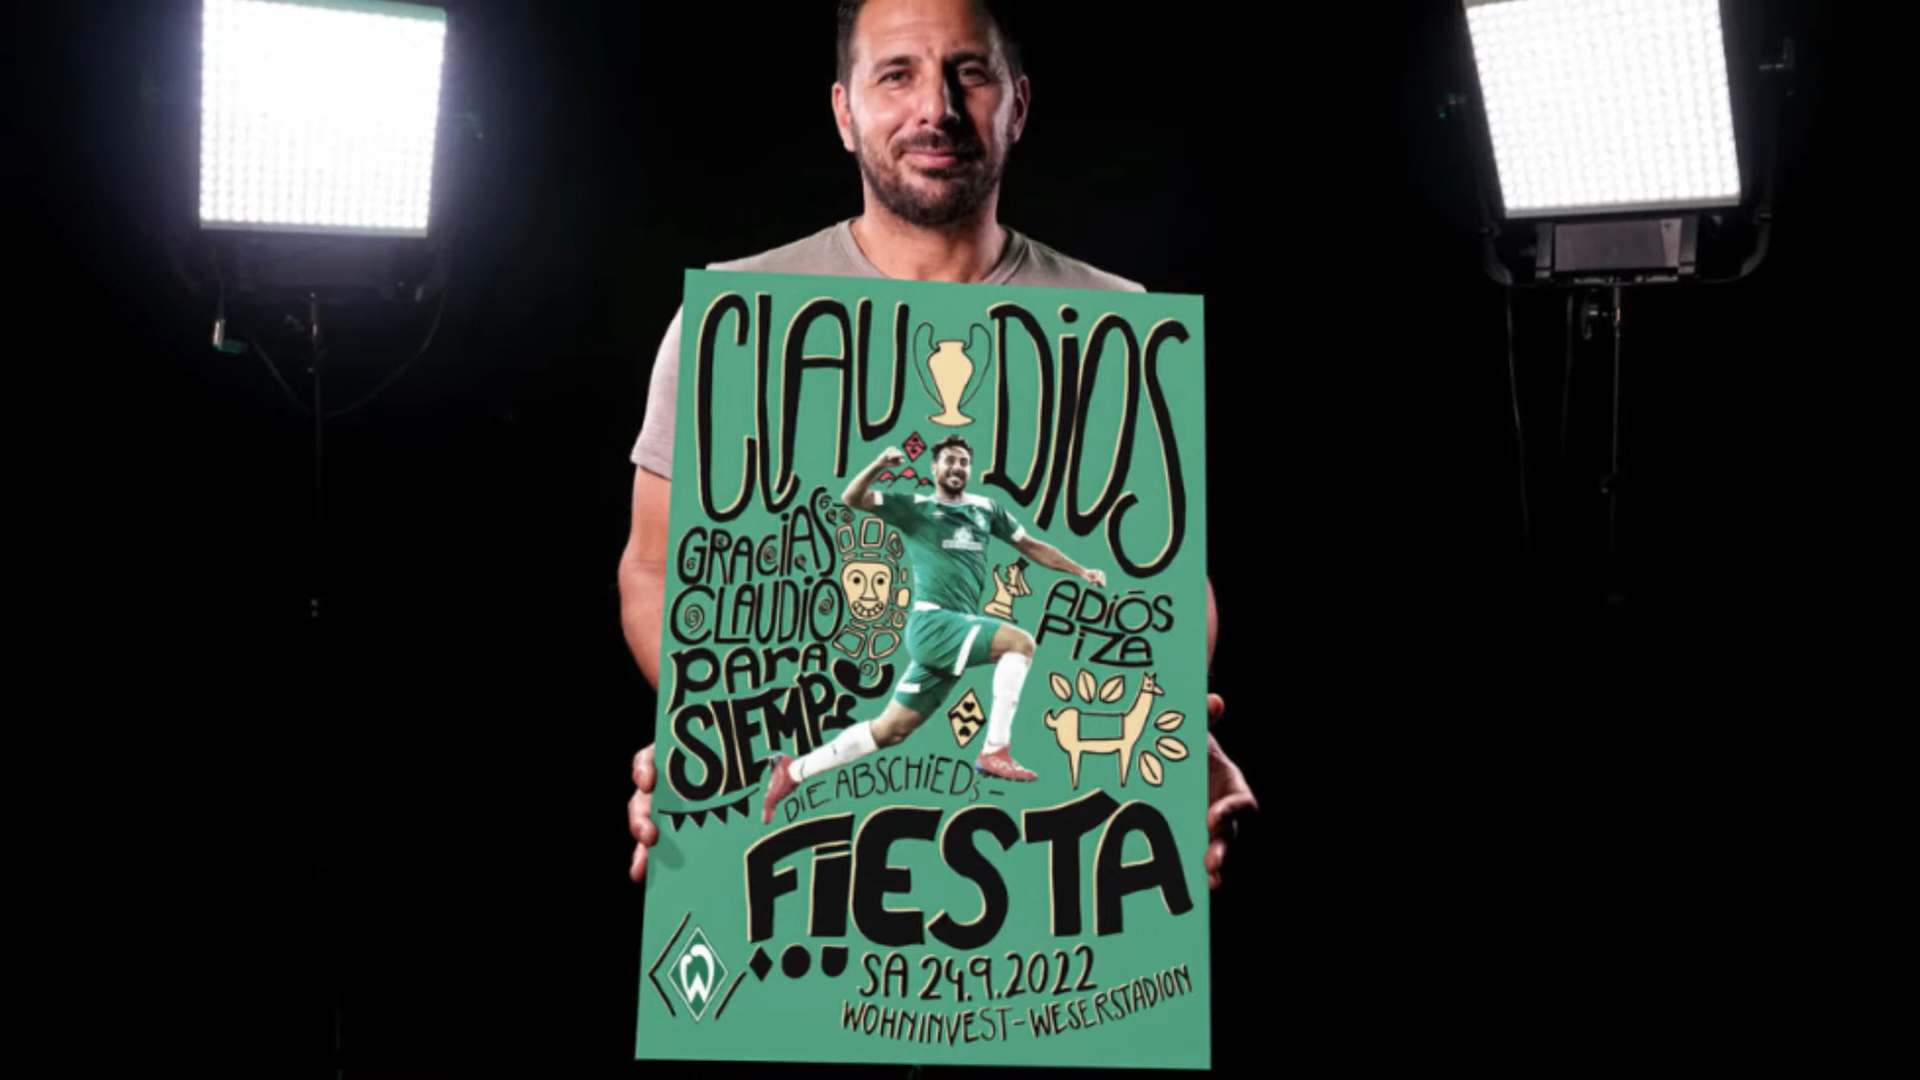 CLAUDIOS
GRACIAS
CLAUDIO
para
SIEMPRE
ADIÓS
PIZA
DIE ABSCHIEDS-
FIESTA
SA 24.9.2022
WOHNINVEST-WESERSTADION
W